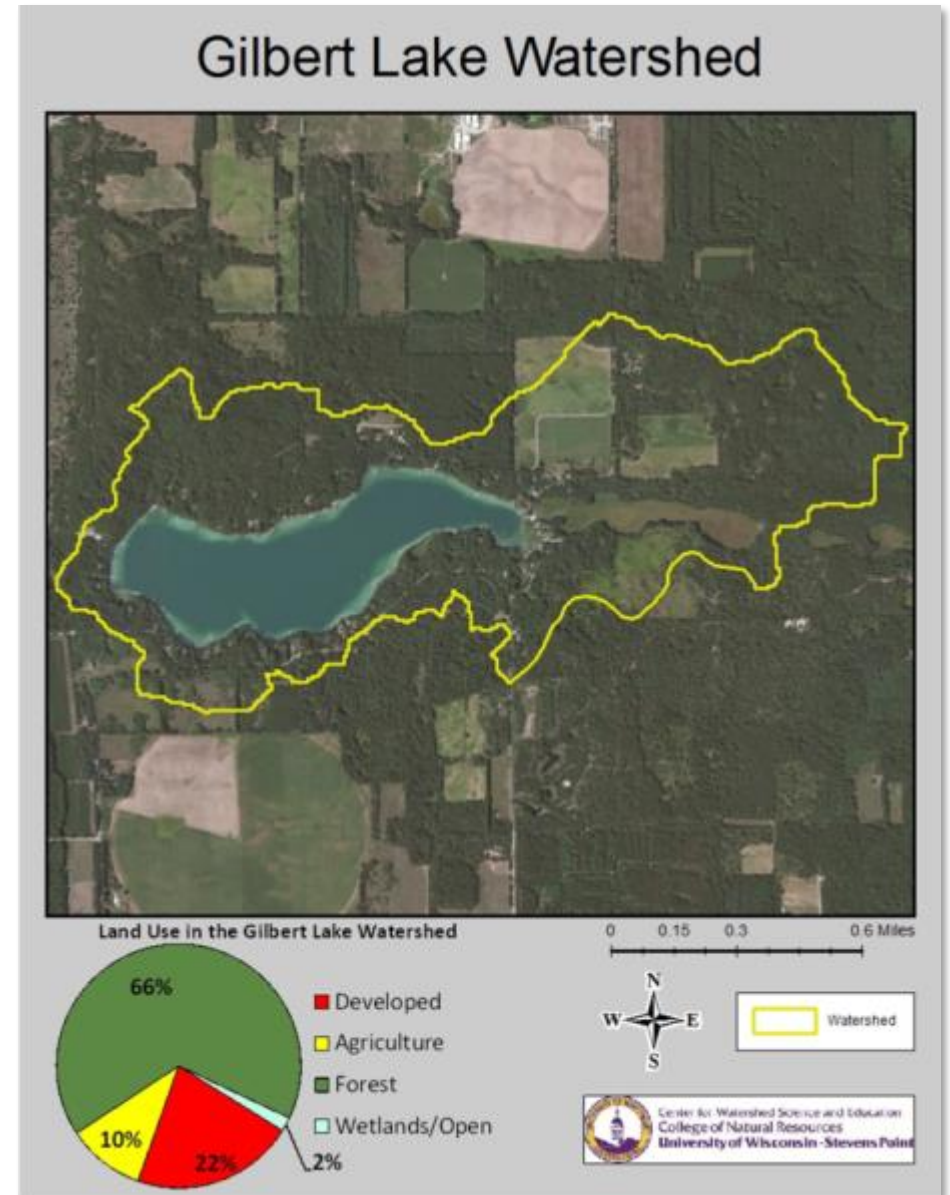 Gilbert Lake Watershed
Land Use in the Gilbert Lake Watershed
66%
10%
22%
2%
Developed
Agriculture
Forest
Wetlands/Open
0 0.15 0.3 0.6 Miles
N
W E
S
Watershed
Center for Watershed Science and Education
College of Natural Resources
University of Wisconsin - Stevens Point